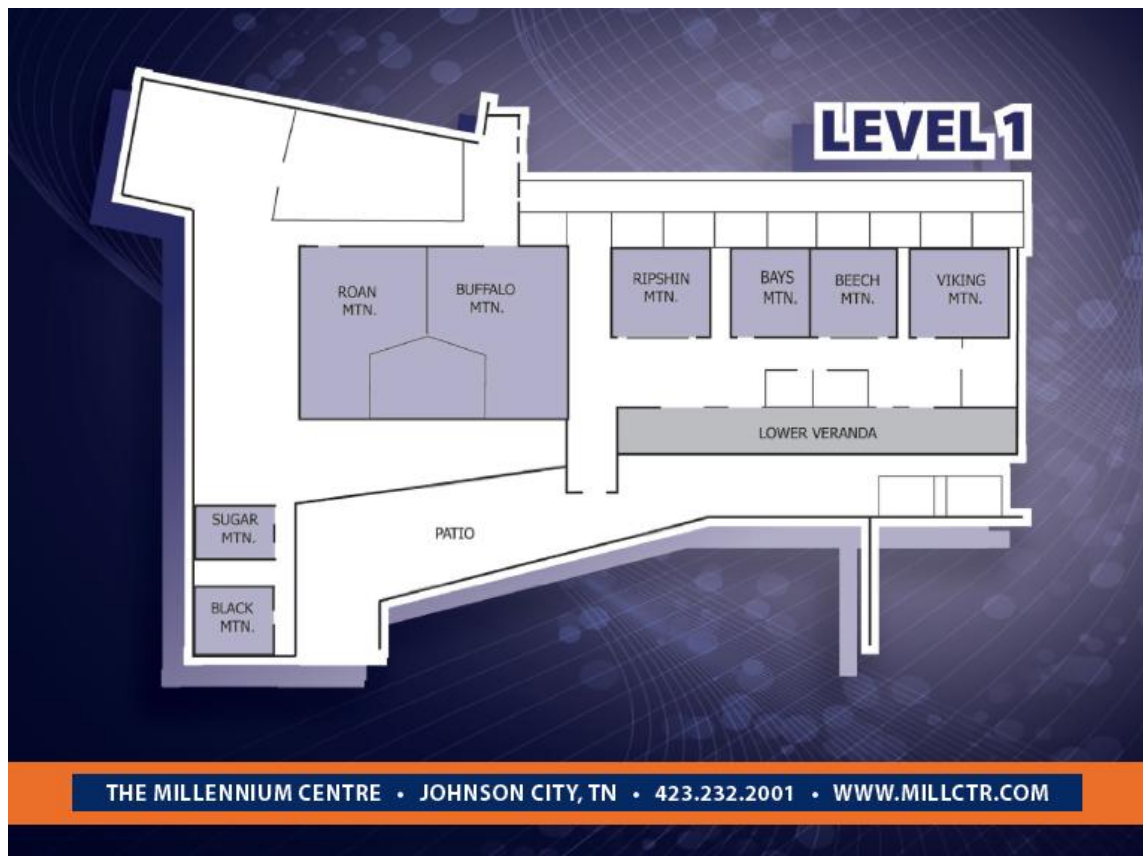 LEVEL 1
ROAN
MTN.
BUFFALO
MTN.
RIPSHIN
MTN.
BAYS
MTN.
BEECH
MTN.
VIKING
MTN.
LOWER VERANDA
SUGAR
MTN.
PATIO
BLACK
MTN.
THE MILLENNIUM CENTRE • JOHNSON CITY, TN • 423.232.2001 • WWW.MILLCTR.COM